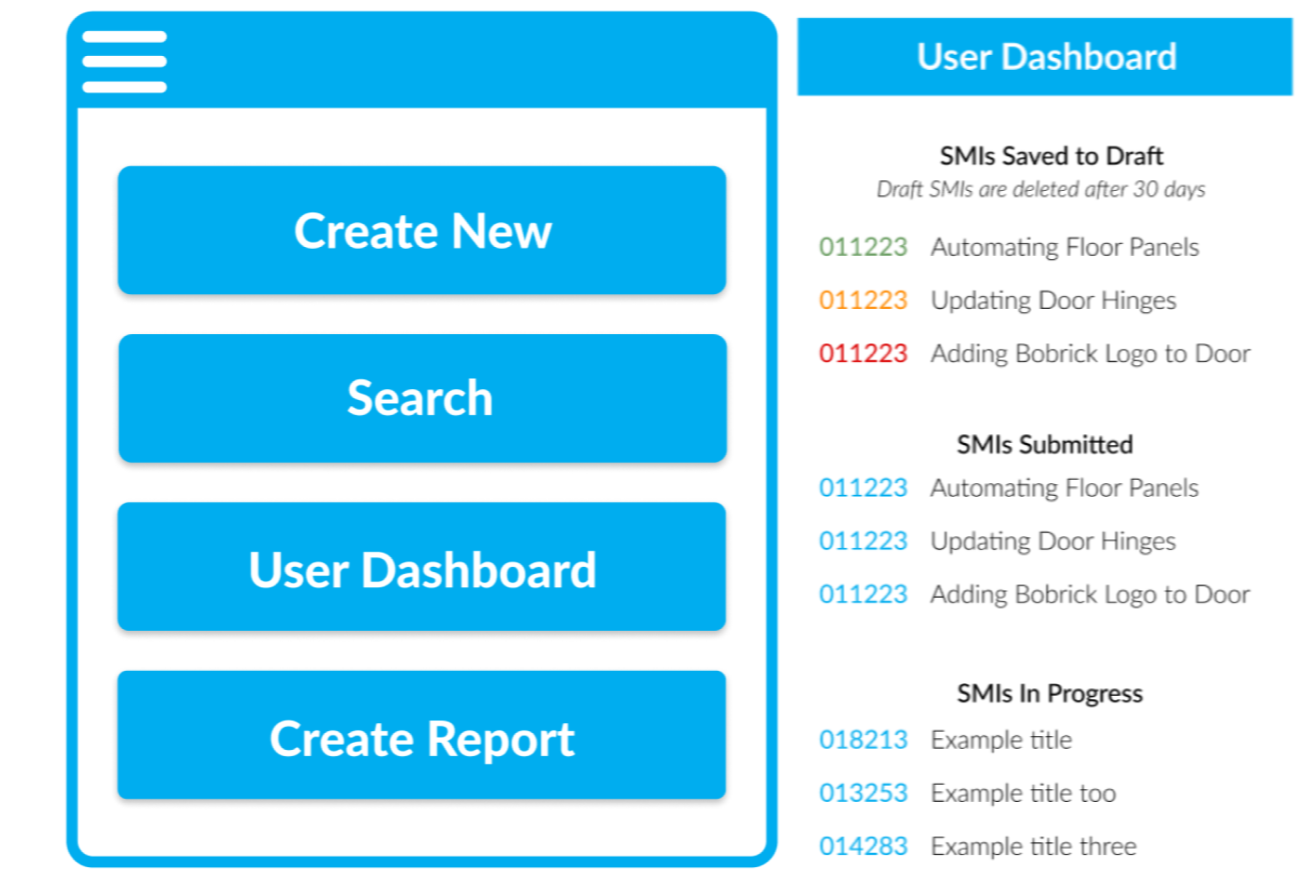 Create New
Search
User Dashboard
Create Report
User Dashboard
SMIs Saved to Draft
Draft SMIs are deleted after 30 days
011223 Automating Floor Panels
011223 Updating Door Hinges
011223 Adding Bobrick Logo to Door
SMIs Submitted
011223 Automating Floor Panels
011223 Updating Door Hinges
011223 Adding Bobrick Logo to Door
SMIs In Progress
018213 Example title
013253 Example title too
014283 Example title three